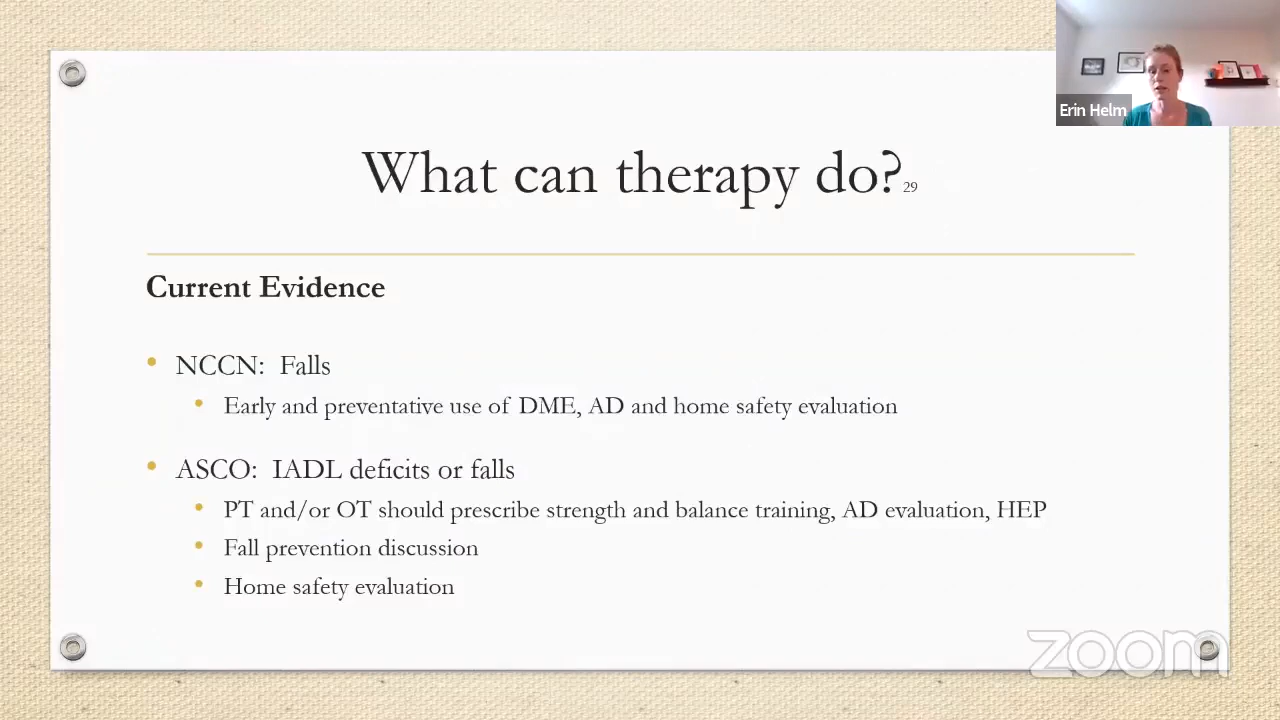 Erin Helm
What can therapy do?29
Current Evidence
• NCCN: Falls
• Early and preventative use of DME, AD and home safety evaluation
• ASCO: IADL deficits or falls
• PT and/or OT should prescribe strength and balance training, AD evaluation, HEP
• Fall prevention discussion
• Home safety evaluation
zoom